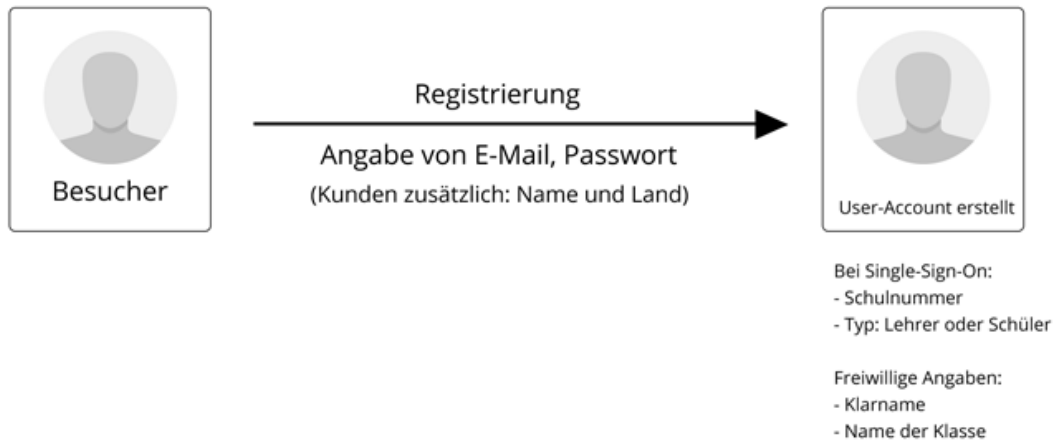 Besucher
Registrierung
Angabe von E-Mail, Passwort
(Kunden zusätzlich: Name und Land)
User-Account erstellt
Bei Single-Sign-On:
- Schulnummer
- Typ: Lehrer oder Schüler
Freiwillige Angaben:
- Klarname
- Name der Klasse